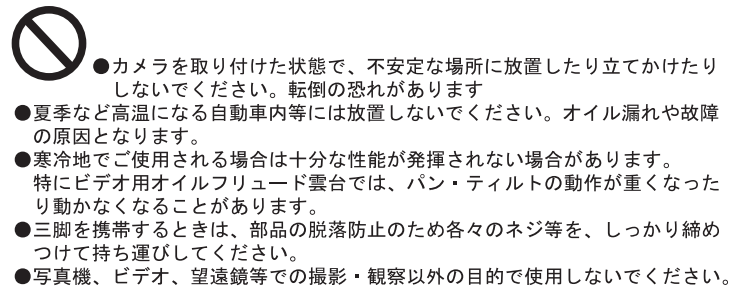 ●カメラを取り付けた状態で、不安定な場所に放置したり立てかけたり
しないでください。転倒の恐れがあります
●夏季など高温になる自動車内等には放置しないでください。オイル漏れや故障
の原因となります。
●寒冷地でご使用される場合は十分な性能が発揮されない場合があります。
特にビデオ用オイルフリュード雲台では、パン・ティルトの動作が重くなった
り動かなくなることがあります。
●三脚を携帯するときは、部品の脱落防止のため各々のネジ等を、しっかり締め
つけて持ち運びしてください。
●写真機、ビデオ、望遠鏡等での撮影・観察以外の目的で使用しないでください。